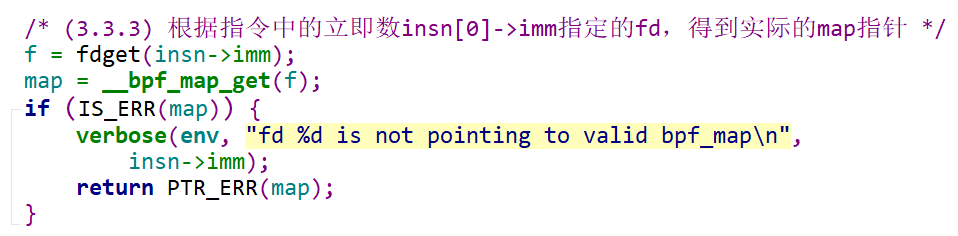 /* (3.3.3) 根据指令中的立即数insn[0]->imm指定的fd，得到实际的map指针 */
f = fdget(insn->imm);
map = __bpf_map_get(f);
if (IS_ERR(map)) {
    verbose(env, "fd %d is not pointing to valid bpf_map\n",
        insn->imm);
    return PTR_ERR(map);
}